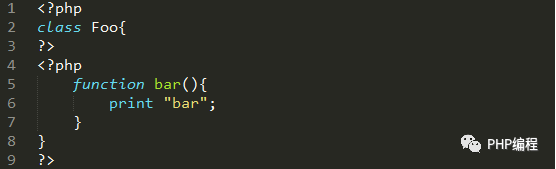 1 <?php
2 class Foo{
3 ?>
4 <?php
5     function bar(){
6         print "bar";
7     }
8 }
9 ?>
PHP编程